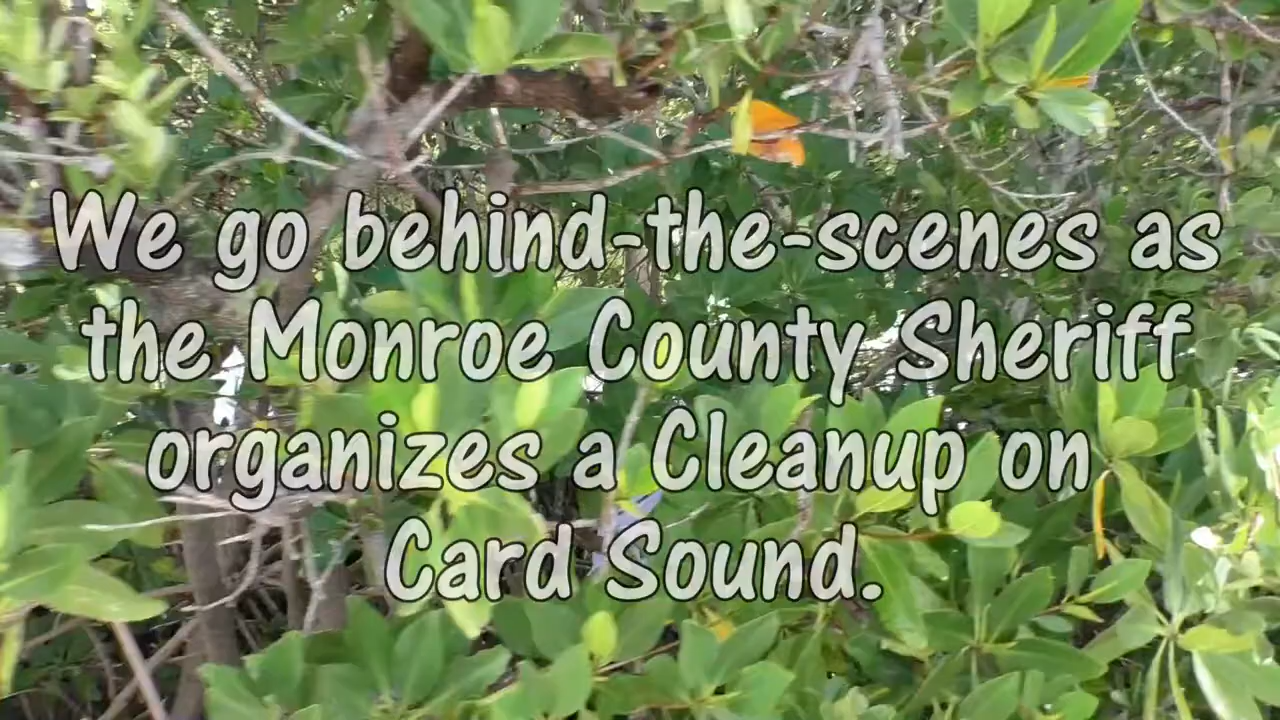 We go behind-the-scenes as
the Monroe County Sheriff
organizes a Cleanup on
Card Sound.